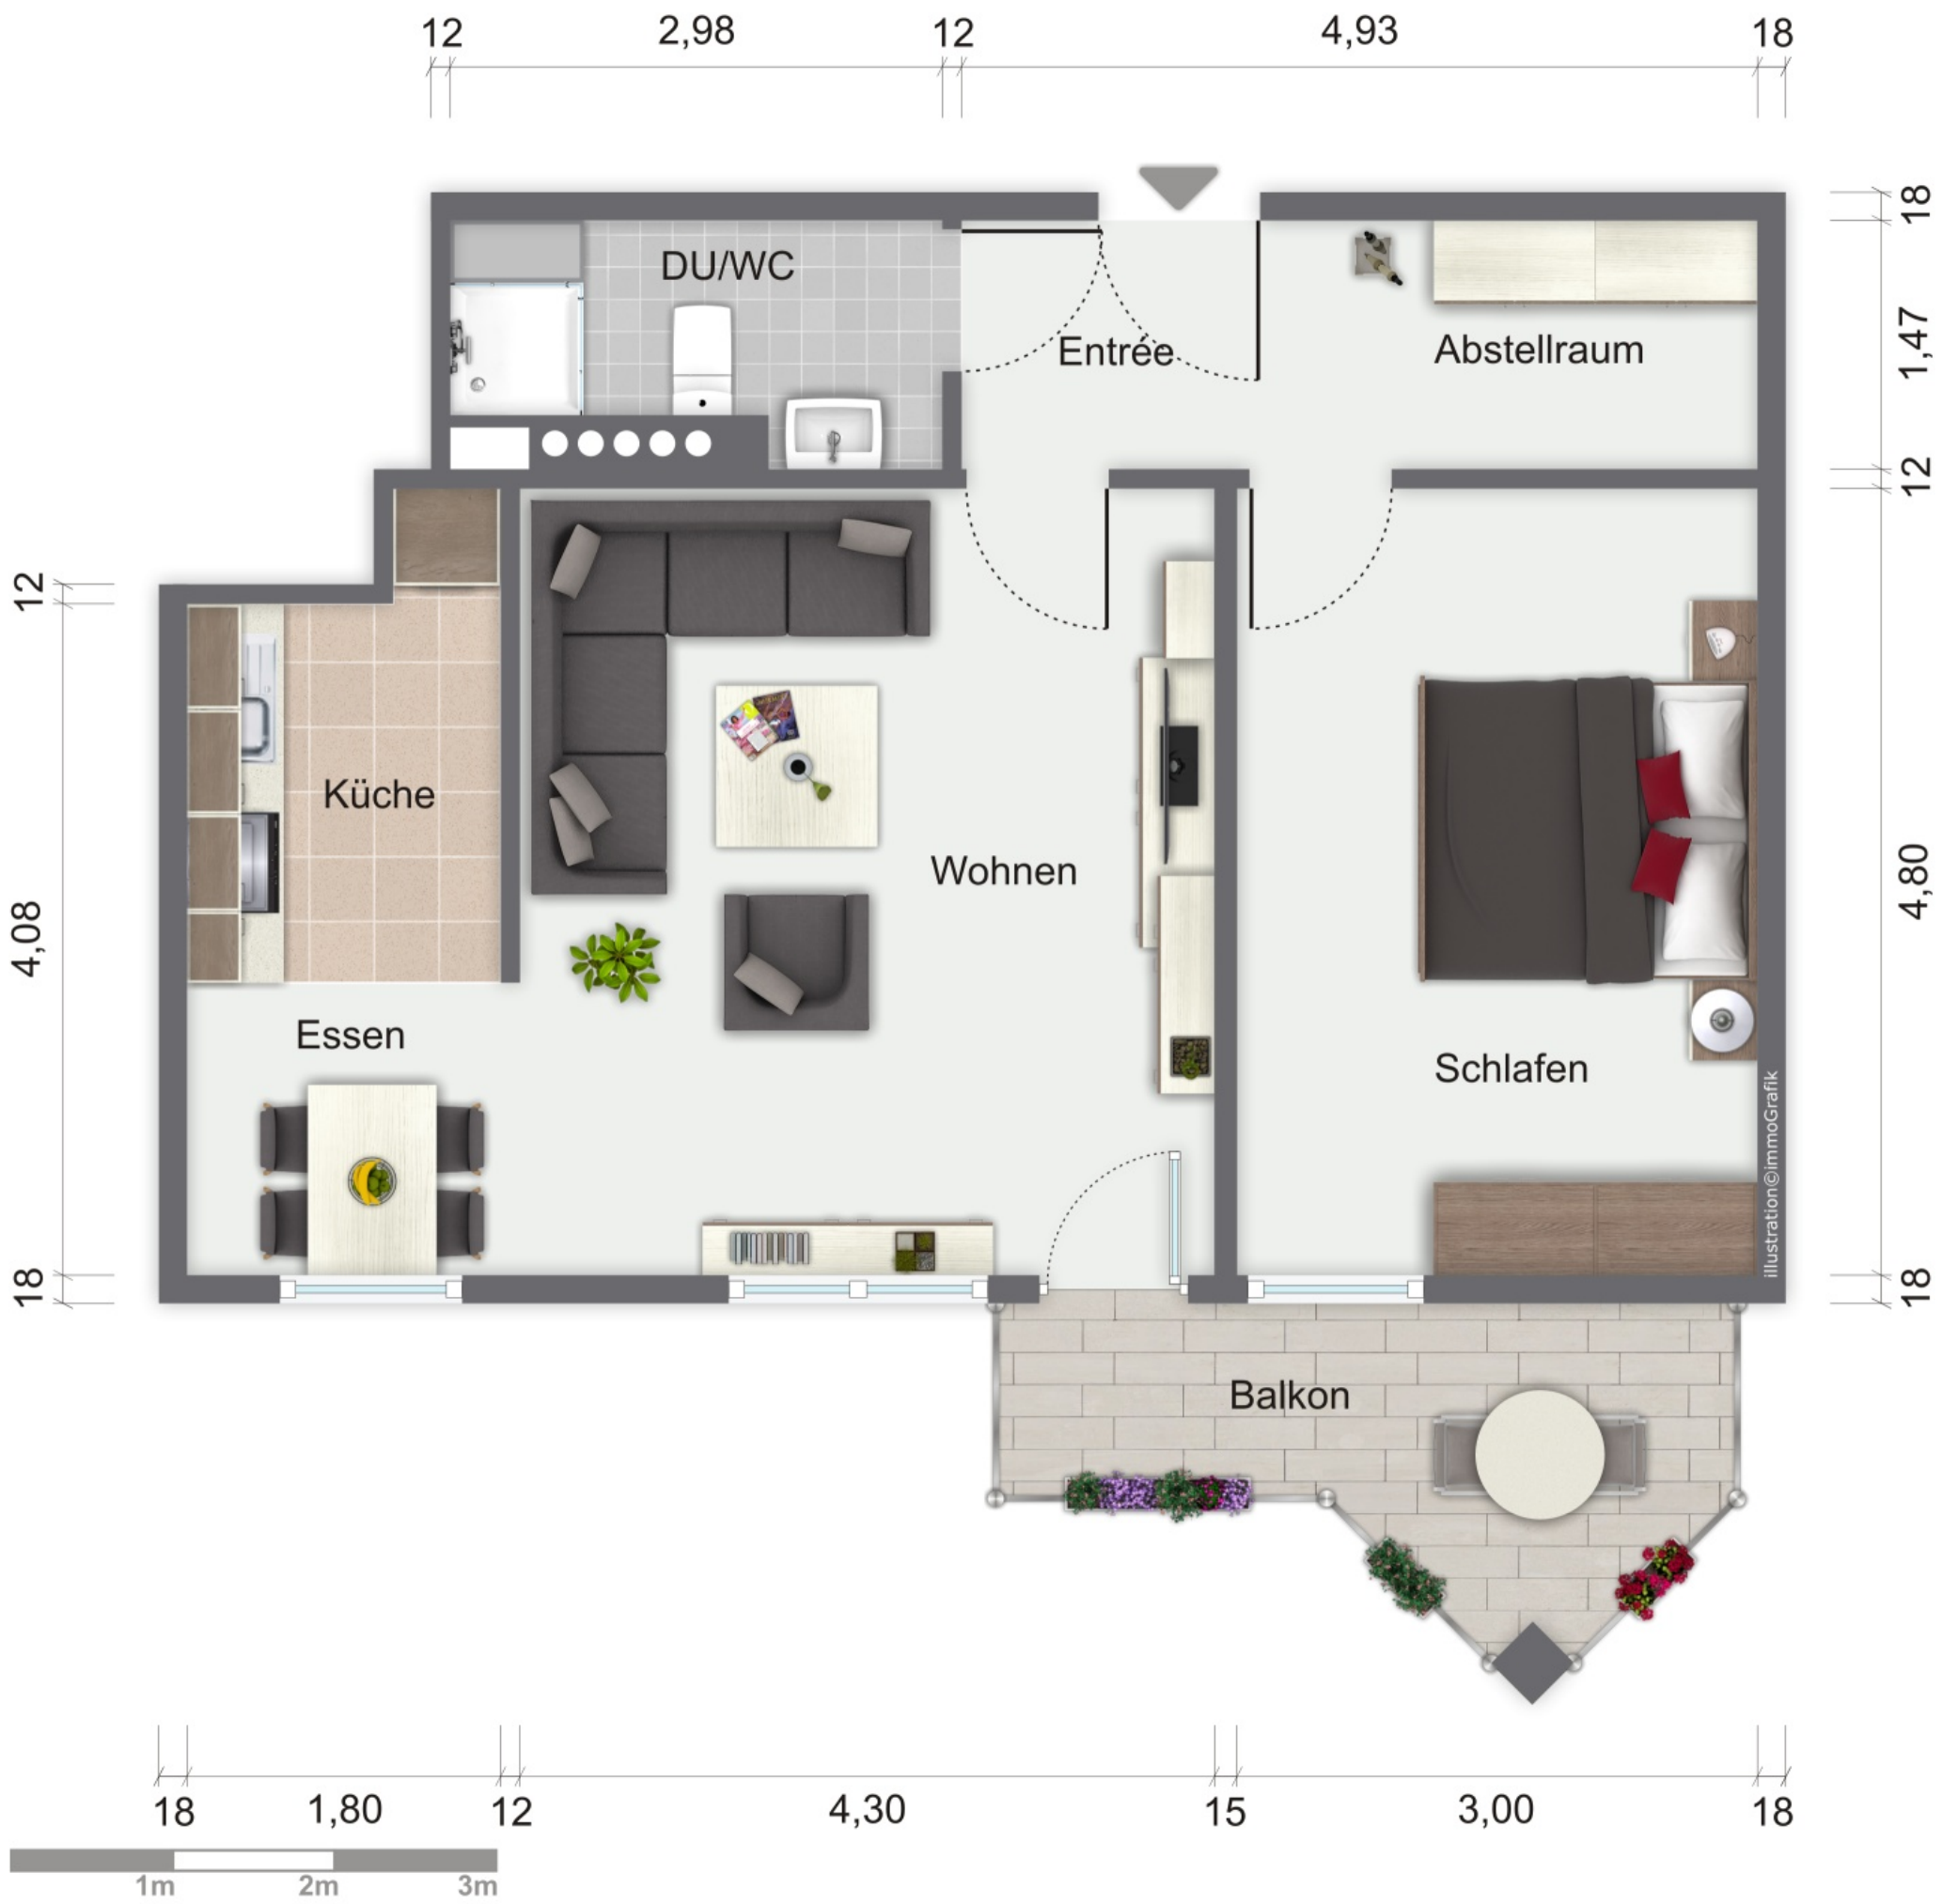 12
2,98
12
4,93
18
18
DU/WC
Entrée
Abstellraum
1,47
12
12
Küche
Wohnen
4,80
4,08
Essen
Schlafen
illustration©immoGrafik
18
18
Balkon
18
1,80
12
4,30
15
3,00
18
1m
2m
3m